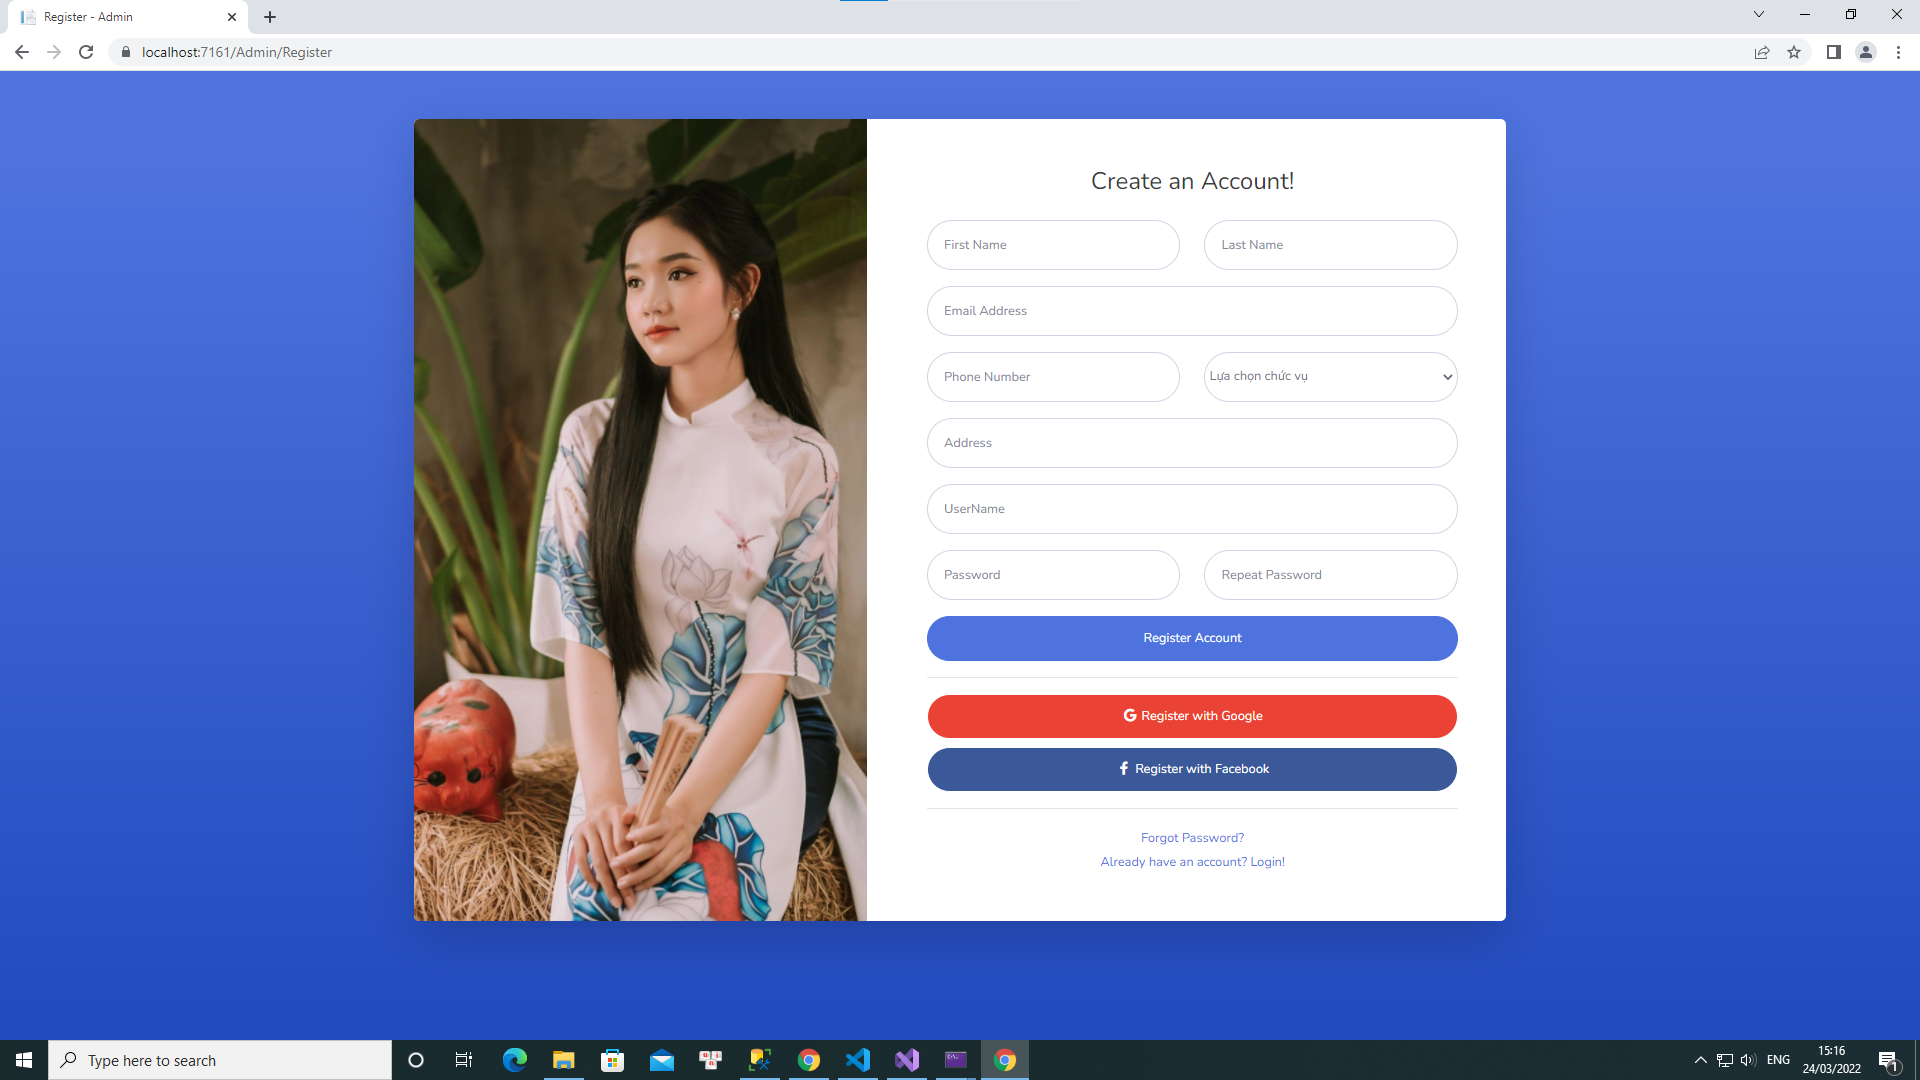 Register - Admin
localhost:7161/Admin/Register
Create an Account!
First Name
Last Name
Email Address
Phone Number
Lựa chọn chức vụ
Address
UserName
Password
Repeat Password
Register Account
Register with Google
Register with Facebook
Forgot Password?
Already have an account? Login!
Type here to search
ENG
15:16
24/03/2022
1